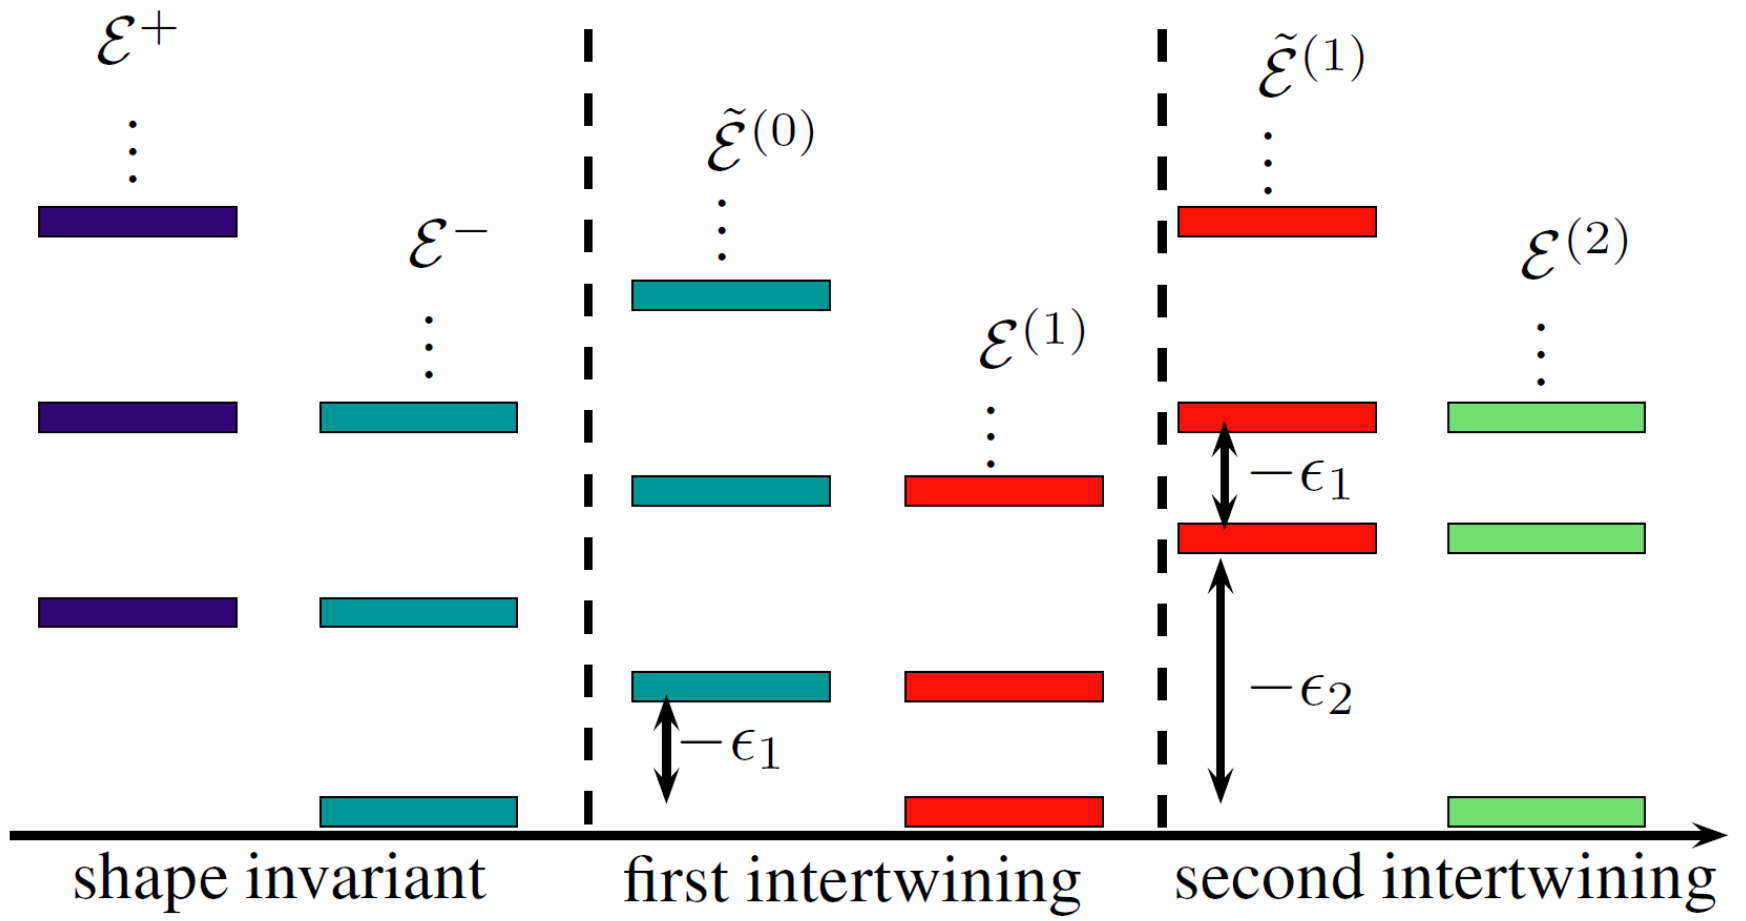 ℰ⁺
ℰ⁻
ℰ̃⁽⁰⁾
ℰ⁽¹⁾
−ϵ₁
ℰ̃⁽¹⁾
ℰ⁽²⁾
−ϵ₁
−ϵ₂
shape invariant
first intertwining
second intertwining